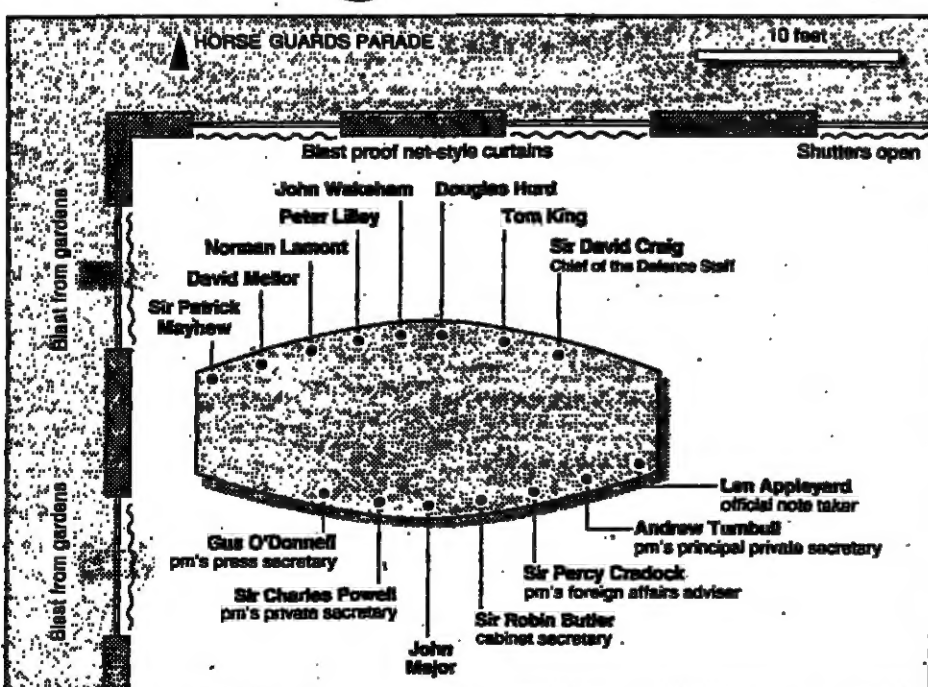 HORSE GUARDS PARADE
10 feet
Blast proof net-style curtains
Shutters open
Blast from gardens
Blast from gardens
John Wakeham
Douglas Hurd
Peter Lilley
Tom King
Norman Lamont
Sir David Craig
Chief of the Defence Staff
David Mellor
Sir Patrick
Mayhew
Len Appleyard
official note taker
Andrew Turnbull
pm's principal private secretary
Gus O'Donnell
pm's press secretary
Sir Percy Cradock
pm's foreign affairs adviser
Sir Charles Powell
pm's private secretary
Sir Robin Butler
cabinet secretary
John
Major